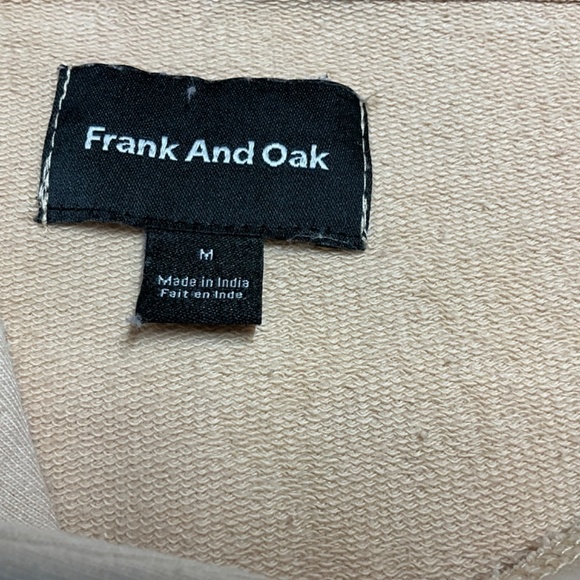 Frank And Oak
M
Made in India
Fait en Inde